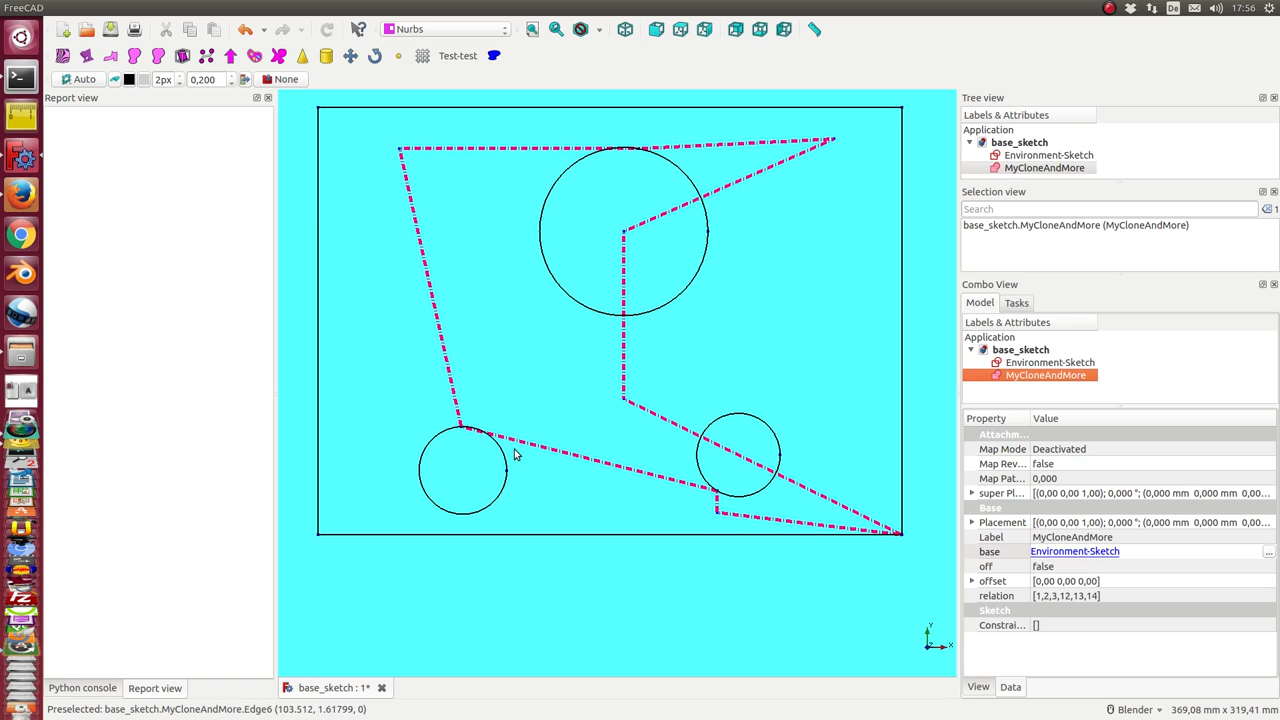 FreeCAD
De
17:56
Nurbs
Test-test
Auto
2px
0,200
None
Report view
Tree view
Labels & Attributes
Application
base_sketch
Environment-Sketch
MyCloneAndMore
Selection view
Search
1
base_sketch.MyCloneAndMore (MyCloneAndMore)
Combo View
Model
Tasks
Labels & Attributes
Application
base_sketch
Environment-Sketch
MyCloneAndMore
Property Value
Attachm...
Map Mode Deactivated
Map Rev... false
Map Pat... 0,000
super Pl... [(0,00 0,00 1,00); 0,000 °; (0,000 mm 0,000 mm 0,00...
Base
Placement [(0,00 0,00 1,00); 0,000 °; (0,000 mm 0,000 mm 0,00...
Label MyCloneAndMore
base Environment-Sketch ...
off false
offset [0,00 0,00 0,00]
relation [1,2,3,12,13,14]
Sketch
Constrai... []
Y
Z
X
Python console
Report view
base_sketch : 1*
View
Data
Preselected: base_sketch.MyCloneAndMore.Edge6 (103.512, 1.61799, 0)
Blender
369,08 mm x 319,41 mm